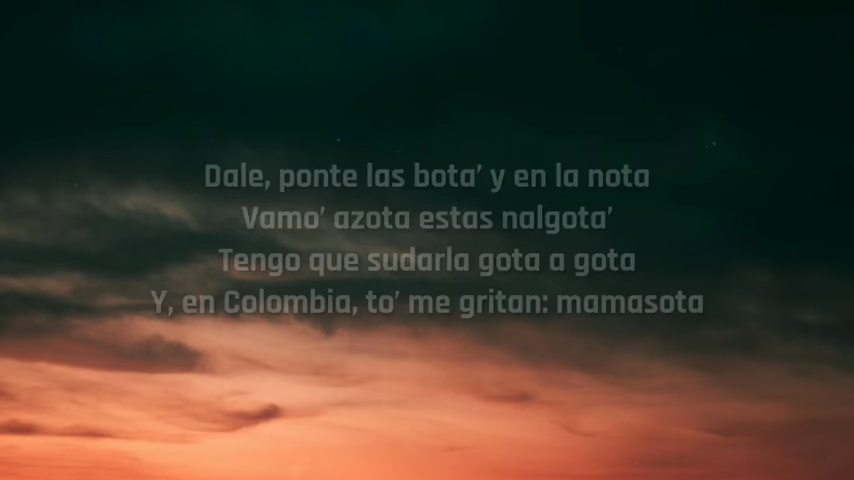 Dale, ponte las bota’ y en la nota
Vamo’ azota estas nalgota’
Tengo que sudarla gota a gota
Y, en Colombia, to’ me gritan: mamasota